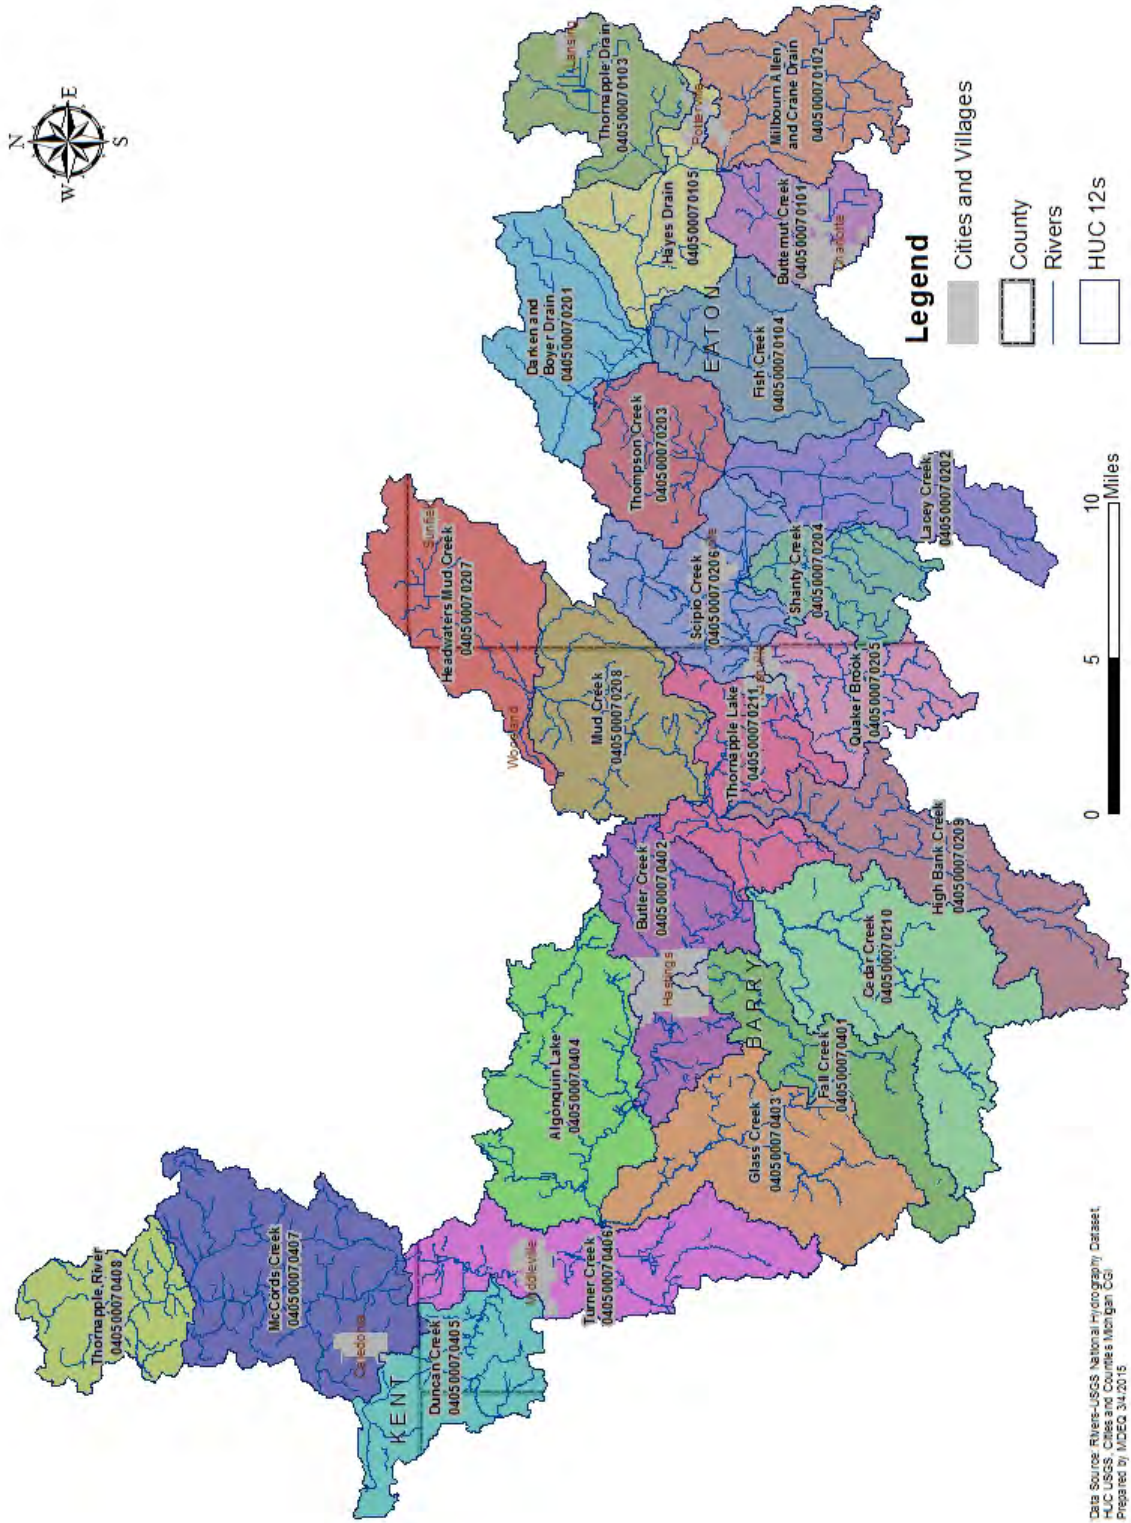 N
W
E
S
Thornapple River
040500070408
McCords Creek
040500070407
Caledonia
KENT
Duncan Creek
040500070405
Middleville
Turner Creek
040500070406
Algonquin Lake
040500070404
Glass Creek
040500070403
Fall Creek
040500070401
BARRY
Hastings
Butler Creek
040500070402
Cedar Creek
040500070210
High Bank Creek
040500070209
Headwaters Mud Creek
040500070207
Sunfie
Woodland
Mud Creek
040500070208
Thornapple Lake
040500070211
Quaker Brook
040500070205
Scipio Creek
040500070206
Shanty Creek
040500070204
Lacey Creek
040500070202
Thompson Creek
040500070203
Darken and
Boyer Drain
040500070201
EATON
Fish Creek
040500070104
Hayes Drain
040500070105
Butternut Creek
040500070101
Charlotte
Potterville
Thornapple Drain
040500070103
Lansing
Milbourn Allen
and Crane Drain
040500070102
Legend
Cities and Villages
County
Rivers
HUC 12s
0
5
10
Miles
*Data Source: Rivers-USGS National Hydrography Dataset,
HUC USGS, Cities and Counties Michigan CGI
Prepared by MDEQ 3/4/2015